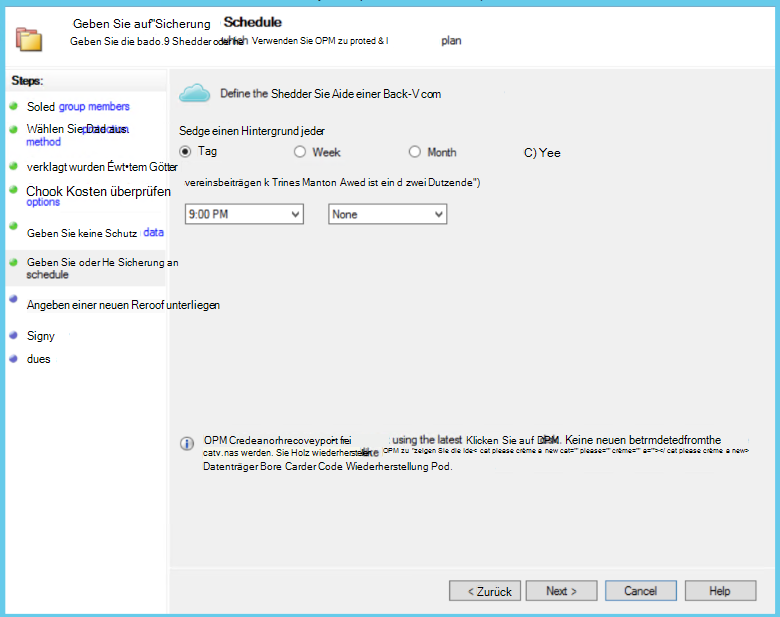 Geben Sie auf"Sicherung Schedule
Geben Sie die bado.9 Shedder oder He which Verwenden Sie OPM zu proted & l plan
Steps:
Soled group members
Wählen Sie Dad aus.
method
verklagt wurden Éwt•tem Götter
Chook Kosten überprüfen
options
Geben Sie keine Schutz data
Geben Sie oder He Sicherung an
schedule
Angeben einer neuen Reroof unterliegen
Signy
dues
Define the Shedder Sie Aide einer Back-V com
Sedge einen Hintergrund jeder
Tag Week Month C) Yee
vereinsbeiträgen k Trines Manton Awed ist ein d zwei Dutzende")
9:00 PM None
OPM Credeanorhrecoveyport frei using the latest Klicken Sie auf DPM. Keine neuen betrmdetedfromthe
catv.nas werden. Sie Holz wiederherstellen like OPM zu "zeigen Sie die Ide< cat please crème a new cat="" please="" crème="" a=""></ cat please crème a new>
Datenträger Bore Carder Code Wiederherstellung Pod.
< Zurück Next > Cancel Help